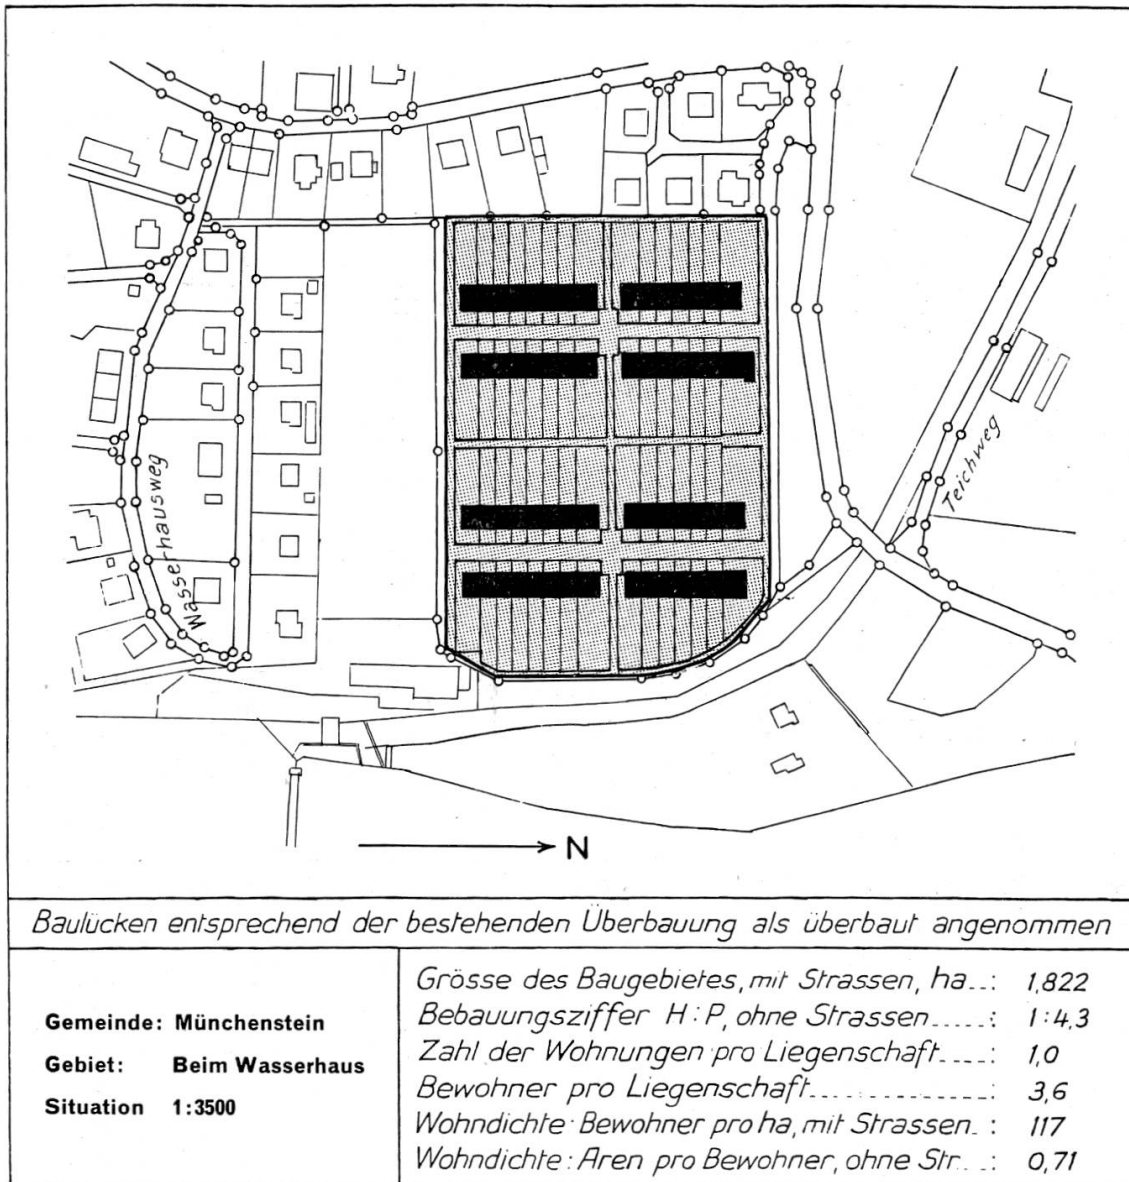 Wasserhausweg
Teichweg
N
Baulücken entsprechend der bestehenden Überbauung als überbaut angenommen
Gemeinde: Münchenstein
Gebiet: Beim Wasserhaus
Situation 1:3500
Grösse des Baugebietes, mit Strassen, ha..: 1,822
Bebauungsziffer H:P, ohne Strassen.....: 1:4,3
Zahl der Wohnungen pro Liegenschaft....: 1,0
Bewohner pro Liegenschaft.............: 3,6
Wohndichte: Bewohner pro ha, mit Strassen. : 117
Wohndichte: Aren pro Bewohner, ohne Str...: 0,71